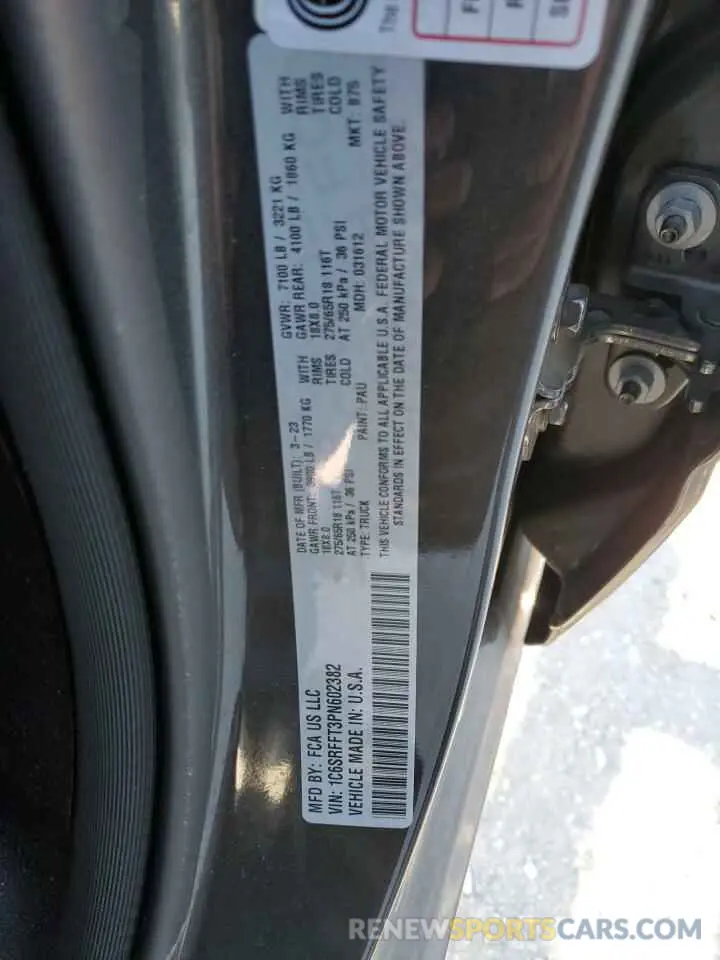 The
MFD BY: FCA US LLC
VIN: 1C6SRFFT3PN602382
VEHICLE MADE IN: U.S.A.
DATE OF MFR (BUILT): 3-23
GAWR FRONT: LB / 1770 KG WITH
18X8.0 RIMS
275/65R18 116T TIRES
AT 250 kPa / 36 PSI COLD
TYPE: TRUCK PAINT: PAU
GVWR: 7100 LB / 3221 KG
GAWR REAR: 4100 LB / 1860 KG WITH
18X8.0 RIMS
275/65R18 116T TIRES
AT 250 kPa / 36 PSI COLD
MDH: 031612 MKT:
THIS VEHICLE CONFORMS TO ALL APPLICABLE U.S.A. FEDERAL MOTOR VEHICLE SAFETY
STANDARDS IN EFFECT ON THE DATE OF MANUFACTURE SHOWN ABOVE.
RENEWSPORTSCARS.COM